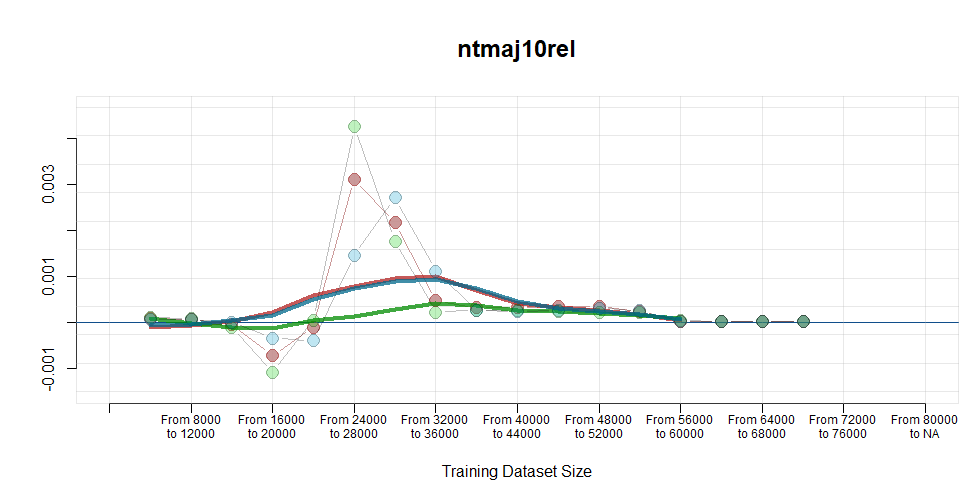 ntmaj10rel
0.003
0.001
-0.001
From 8000 From 16000 From 24000 From 32000 From 40000 From 48000 From 56000 From 64000 From 72000 From 80000
to 12000 to 20000 to 28000 to 36000 to 44000 to 52000 to 60000 to 68000 to 76000 to NA
Training Dataset Size